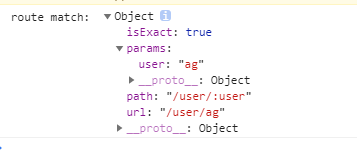 route match: ▼Object i
isExact: true
▼params:
user: "ag"
▶__proto__: Object
path: "/user/:user"
url: "/user/ag"
▶__proto__: Object